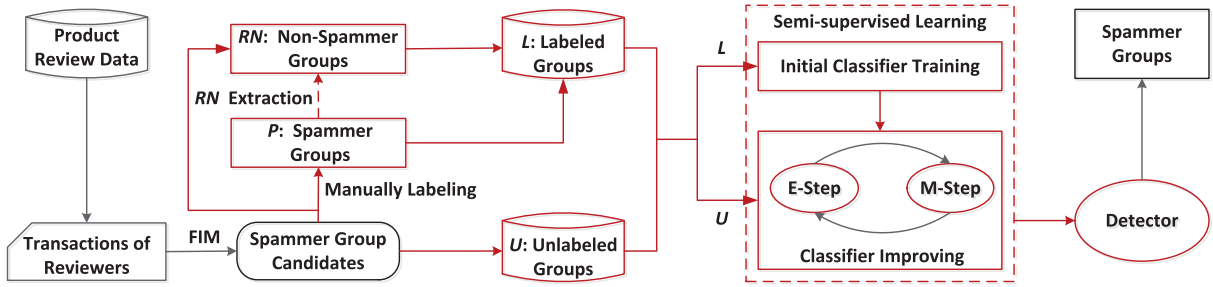 Product
Review Data
Transactions of
Reviewers
FIM
Spammer Group
Candidates
RN: Non-Spammer
Groups
RN Extraction
P: Spammer
Groups
Manually Labeling
L: Labeled
Groups
U: Unlabeled
Groups
L
U
Semi-supervised Learning
Initial Classifier Training
E-Step
M-Step
Classifier Improving
Detector
Spammer
Groups